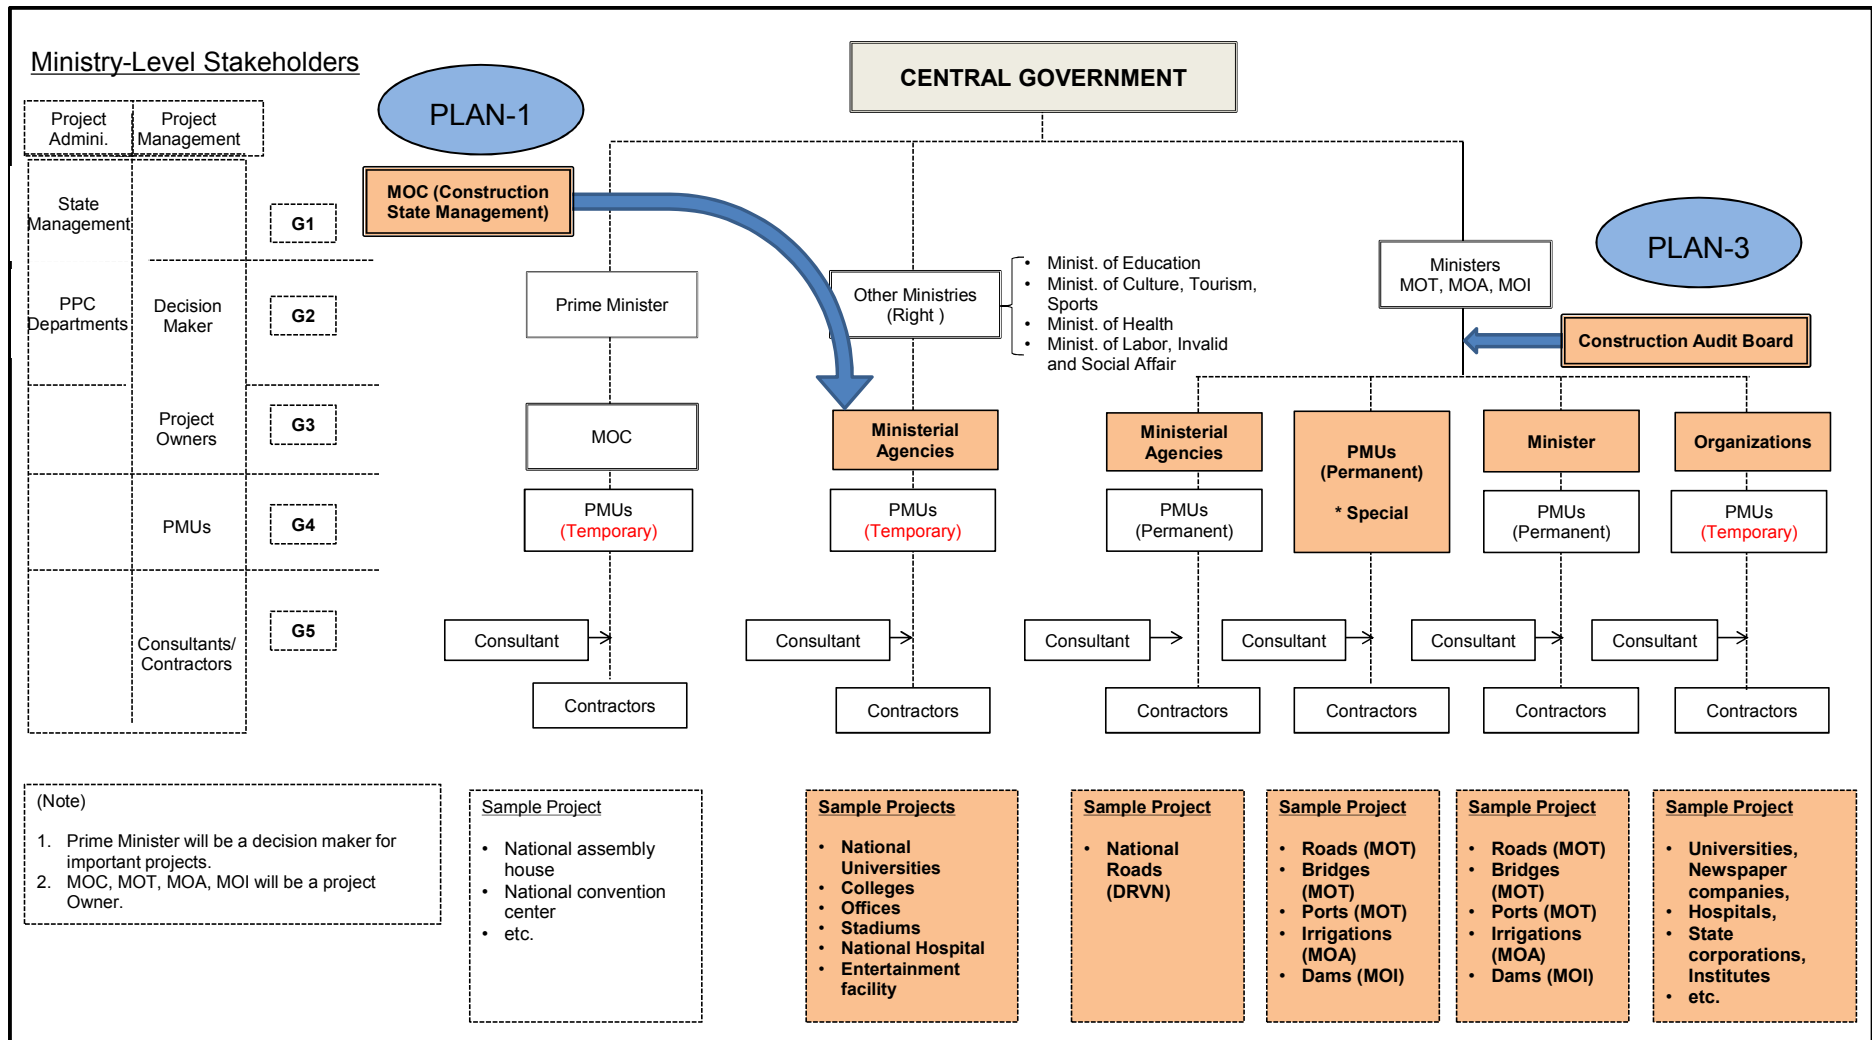 Ministry-Level Stakeholders
Project
Admini.
Project
Management
State
Management
PPC
Departments
Decision
Maker
Project
Owners
PMUs
Consultants/
Contractors
G1
G2
G3
G4
G5
PLAN-1
MOC (Construction
State Management)
CENTRAL GOVERNMENT
PLAN-3
Prime Minister
Other Ministries
(Right )
• Minist. of Education
• Minist. of Culture, Tourism,
Sports
• Minist. of Health
• Minist. of Labor, Invalid
and Social Affair
Ministers
MOT, MOA, MOI
Construction Audit Board
MOC
Ministerial
Agencies
Ministerial
Agencies
PMUs
(Permanent)
* Special
Minister
Organizations
PMUs
(Temporary)
PMUs
(Temporary)
PMUs
(Permanent)
PMUs
(Permanent)
PMUs
(Temporary)
Consultant
Consultant
Consultant
Consultant
Consultant
Consultant
Contractors
Contractors
Contractors
Contractors
Contractors
Contractors
(Note)
1. Prime Minister will be a decision maker for
important projects.
2. MOC, MOT, MOA, MOI will be a project
Owner.
Sample Project
• National assembly
house
• National convention
center
• etc.
Sample Projects
• National
Universities
• Colleges
• Offices
• Stadiums
• National Hospital
• Entertainment
facility
Sample Project
• National
Roads
(DRVN)
Sample Project
• Roads (MOT)
• Bridges
(MOT)
• Ports (MOT)
• Irrigations
(MOA)
• Dams (MOI)
Sample Project
• Roads (MOT)
• Bridges
(MOT)
• Ports (MOT)
• Irrigations
(MOA)
• Dams (MOI)
Sample Project
• Universities,
Newspaper
companies,
• Hospitals,
• State
corporations,
Institutes
• etc.